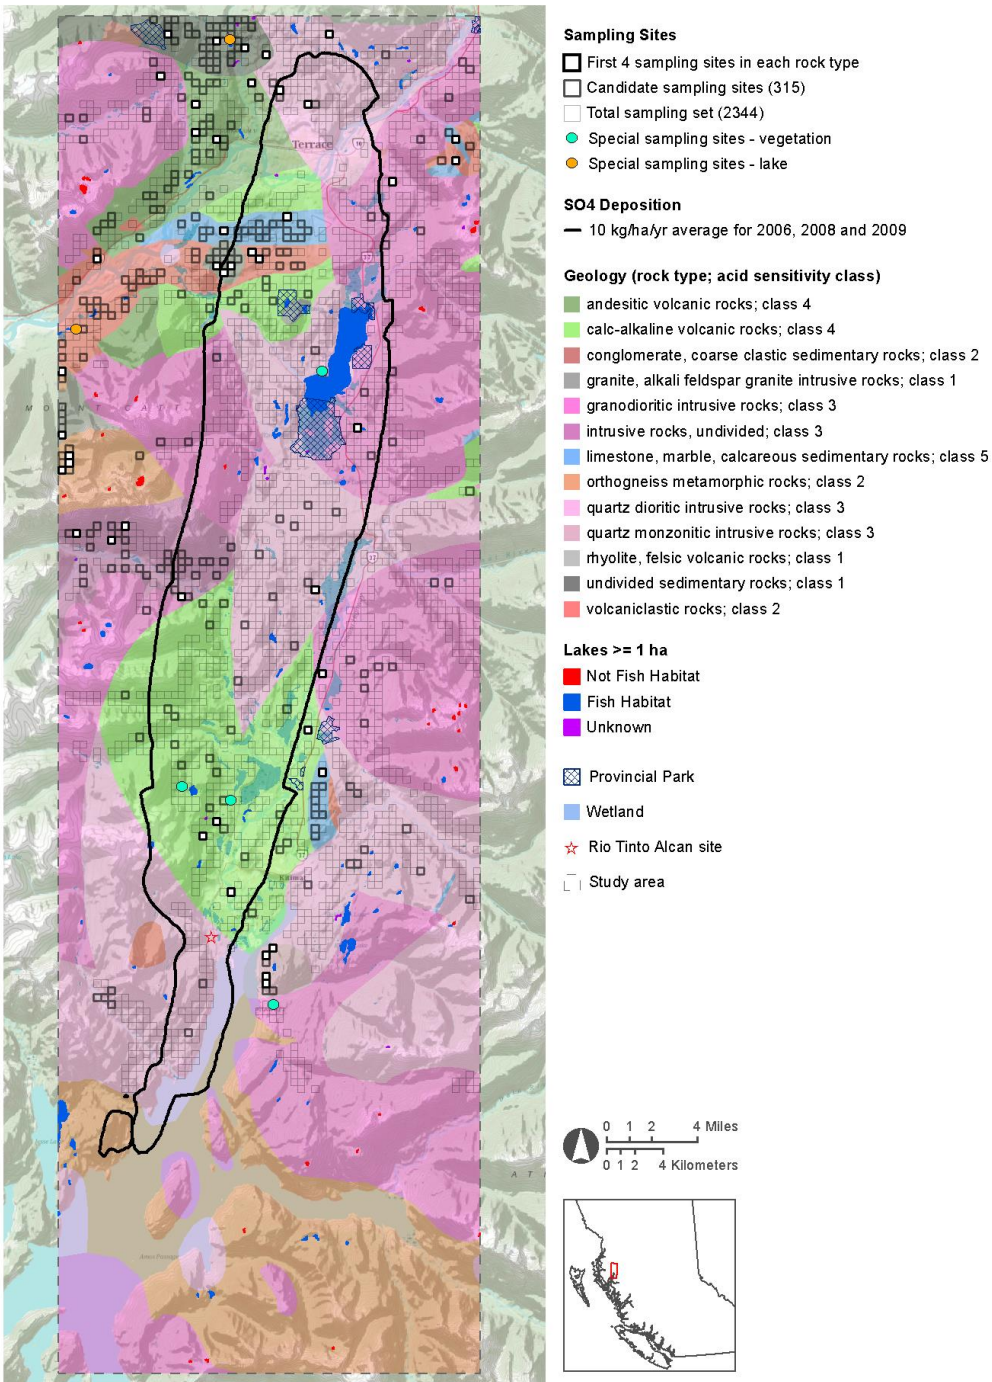 Terrace
16
37
MOUNT CATT
37
Kitimat
AT
Sampling Sites
First 4 sampling sites in each rock type
Candidate sampling sites (315)
Total sampling set (2344)
Special sampling sites - vegetation
Special sampling sites - lake
SO4 Deposition
10 kg/ha/yr average for 2006, 2008 and 2009
Geology (rock type; acid sensitivity class)
andesitic volcanic rocks; class 4
calc-alkaline volcanic rocks; class 4
conglomerate, coarse clastic sedimentary rocks; class 2
granite, alkali feldspar granite intrusive rocks; class 1
granodioritic intrusive rocks; class 3
intrusive rocks, undivided; class 3
limestone, marble, calcareous sedimentary rocks; class 5
orthogneiss metamorphic rocks; class 2
quartz dioritic intrusive rocks; class 3
quartz monzonitic intrusive rocks; class 3
rhyolite, felsic volcanic rocks; class 1
undivided sedimentary rocks; class 1
volcaniclastic rocks; class 2
Lakes >= 1 ha
Not Fish Habitat
Fish Habitat
Unknown
Provincial Park
Wetland
Rio Tinto Alcan site
Study area
0 1 2 4 Miles
0 1 2 4 Kilometers